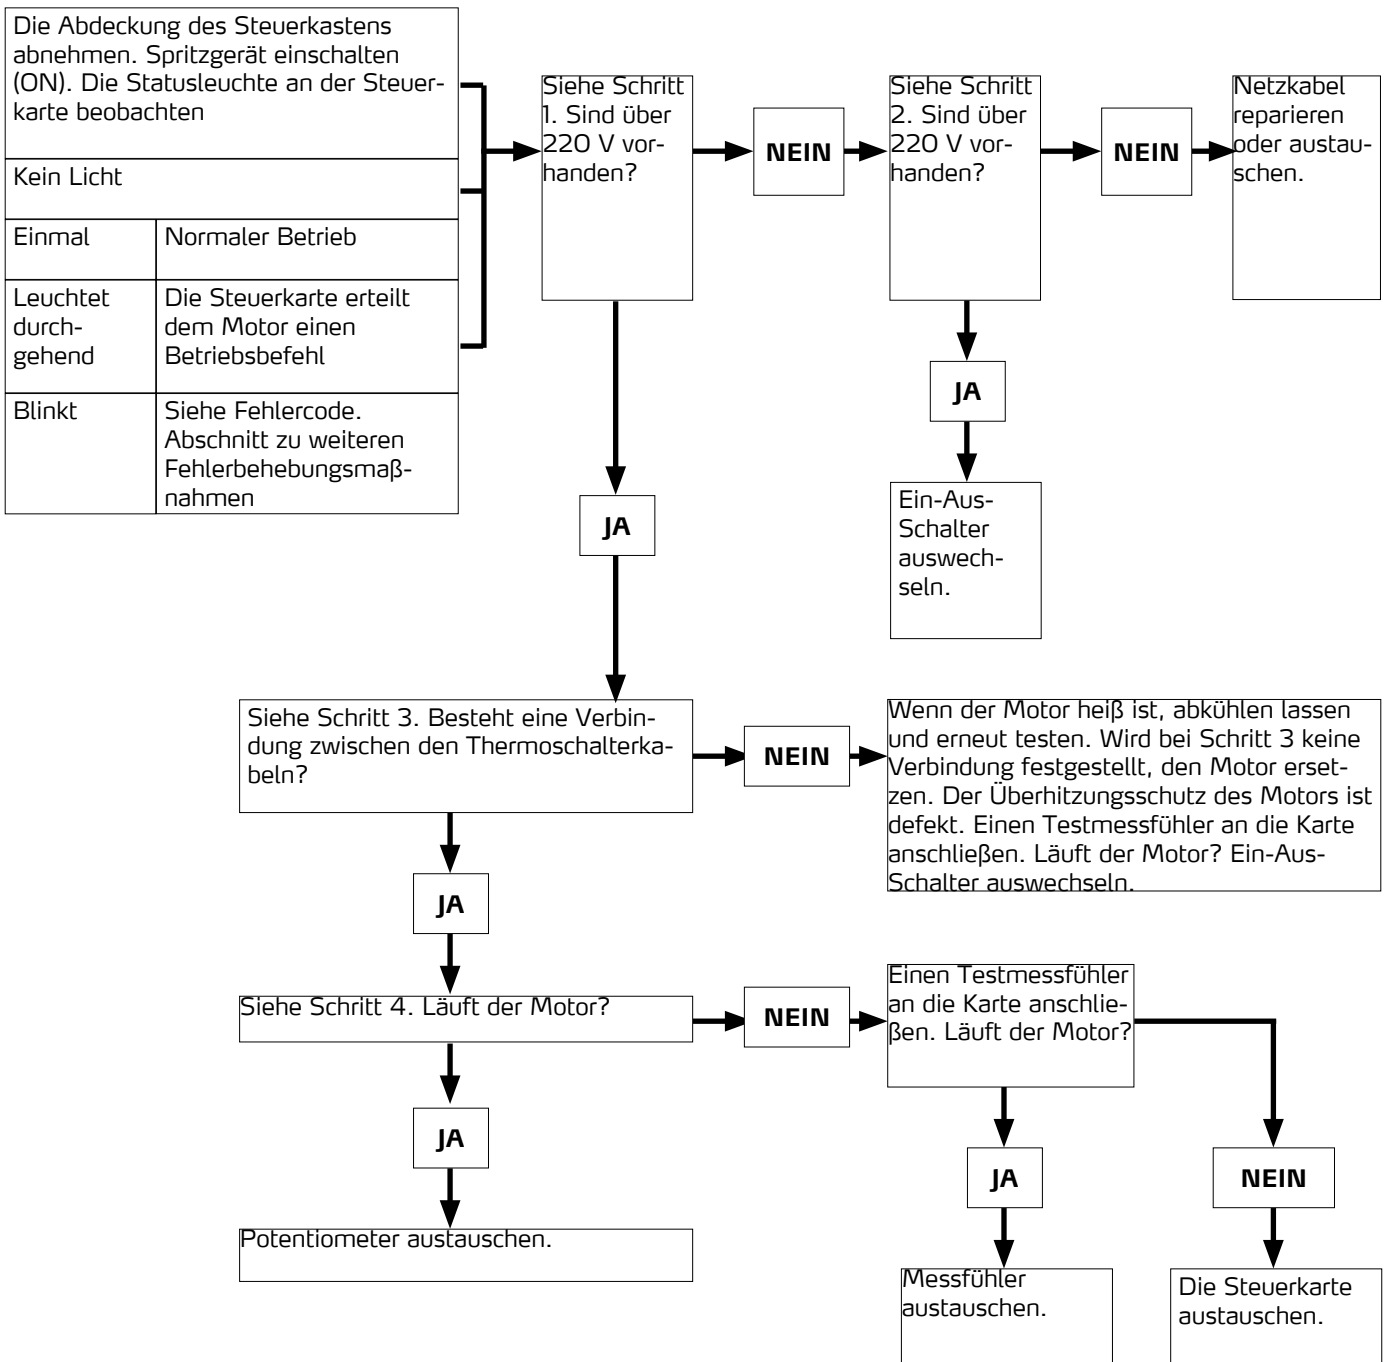 Die Abdeckung des Steuerkastens
abnehmen. Spritzgerät einschalten
(ON). Die Statusleuchte an der Steuer-
karte beobachten
Kein Licht
Einmal
Normaler Betrieb
Leuchtet
durch-
gehend
Die Steuerkarte erteilt
dem Motor einen
Betriebsbefehl
Blinkt
Siehe Fehlercode.
Abschnitt zu weiteren
Fehlerbehebungsmaß-
nahmen
Siehe Schritt
1. Sind über
220 V vor-
handen?
NEIN
Siehe Schritt
2. Sind über
220 V vor-
handen?
NEIN
Netzkabel
reparieren
oder austau-
schen.
JA
Ein-Aus-
Schalter
auswech-
seln.
JA
Siehe Schritt 3. Besteht eine Verbin-
dung zwischen den Thermoschalterka-
beln?
NEIN
Wenn der Motor heiß ist, abkühlen lassen
und erneut testen. Wird bei Schritt 3 keine
Verbindung festgestellt, den Motor erset-
zen. Der Überhitzungsschutz des Motors ist
defekt. Einen Testmessfühler an die Karte
anschließen. Läuft der Motor? Ein-Aus-
Schalter auswechseln.
JA
Siehe Schritt 4. Läuft der Motor?
NEIN
Einen Testmessfühler
an die Karte anschlie-
ßen. Läuft der Motor?
JA
Potentiometer austauschen.
JA
NEIN
Messfühler
austauschen.
Die Steuerkarte
austauschen.